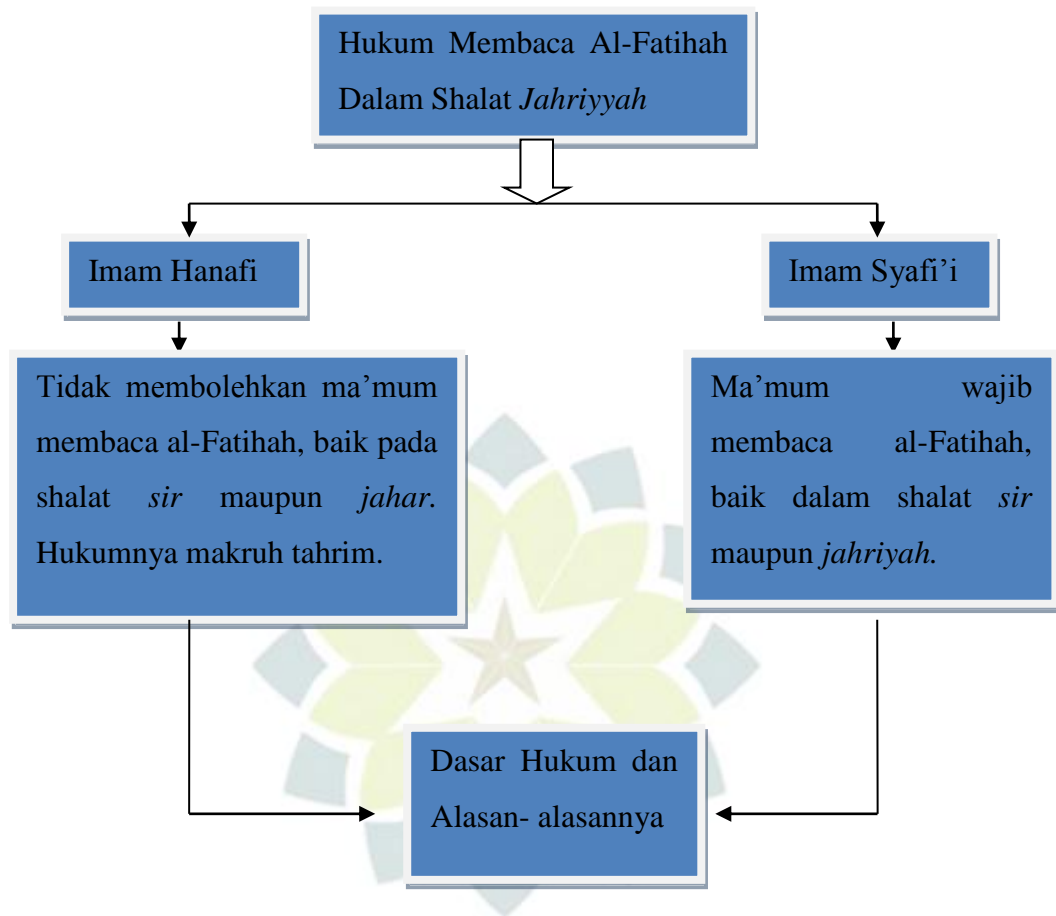 Hukum Membaca Al-Fatihah
Dalam Shalat Jahriyyah
Imam Hanafi
Imam Syafi’i
Tidak membolehkan ma’mum
membaca al-Fatihah, baik pada
shalat sir maupun jahar.
Hukumnya makruh tahrim.
Ma’mum wajib
membaca al-Fatihah,
baik dalam shalat sir
maupun jahriyah.
Dasar Hukum dan
Alasan- alasannya